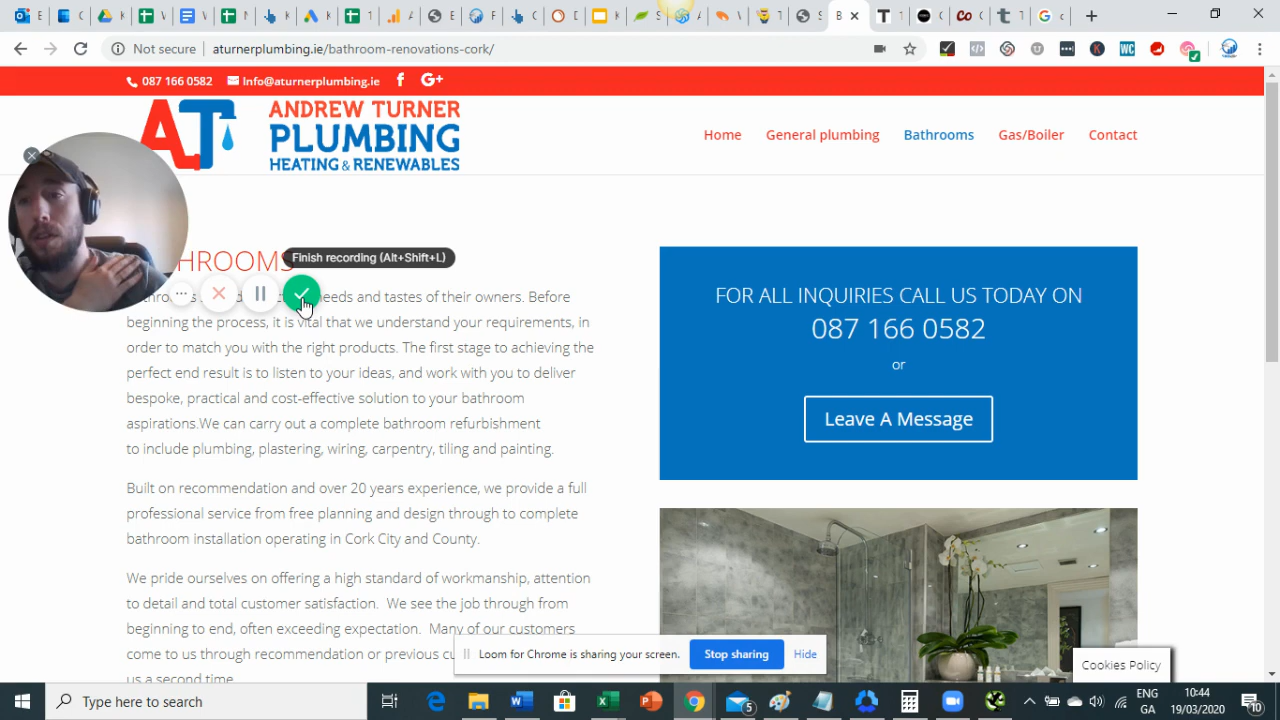 Not secure
aturnerplumbing.ie/bathroom-renovations-cork/
087 166 0582
Info@aturnerplumbing.ie
AT
ANDREW TURNER
PLUMBING
HEATING & RENEWABLES
Home
General plumbing
Bathrooms
Gas/Boiler
Contact
HROOMS
Finish recording (Alt+Shift+L)
needs and tastes of their owners. Before
beginning the process, it is vital that we understand your requirements, in
order to match you with the right products. The first stage to achieving the
perfect end result is to listen to your ideas, and work with you to deliver
bespoke, practical and cost-effective solution to your bathroom
aspirations.We can carry out a complete bathroom refurbishment
to include plumbing, plastering, wiring, carpentry, tiling and painting.
Built on recommendation and over 20 years experience, we provide a full
professional service from free planning and design through to complete
bathroom installation operating in Cork City and County.
We pride ourselves on offering a high standard of workmanship, attention
to detail and total customer satisfaction. We see the job through from
beginning to end, often exceeding expectation. Many of our customers
come to us through recommendation or previous cu
us a second time
FOR ALL INQUIRIES CALL US TODAY ON
087 166 0582
or
Leave A Message
Loom for Chrome is sharing your screen.
Stop sharing
Hide
Cookies Policy
Type here to search
5
ENG
GA
10:44
19/03/2020
10